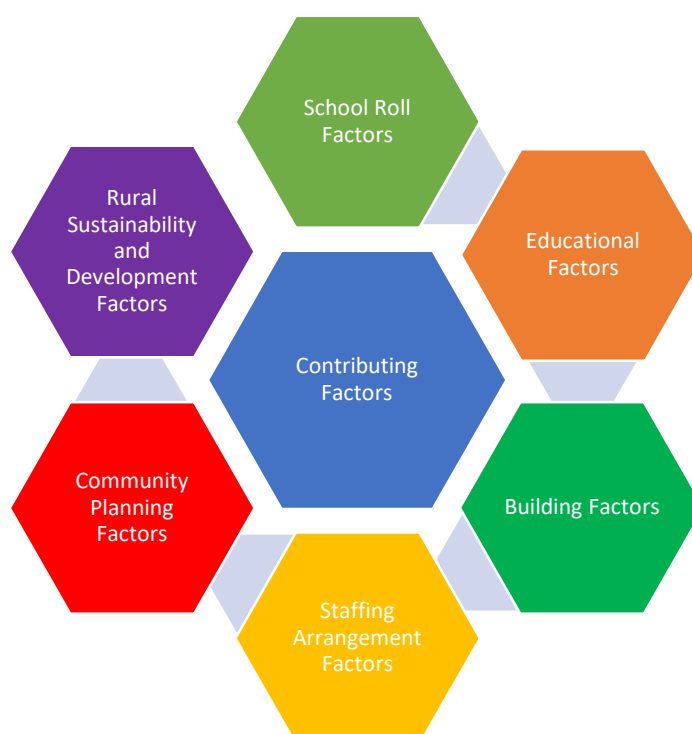 School Roll
Factors
Rural
Sustainability
and
Development
Factors
Educational
Factors
Contributing
Factors
Community
Planning
Factors
Building Factors
Staffing
Arrangement
Factors